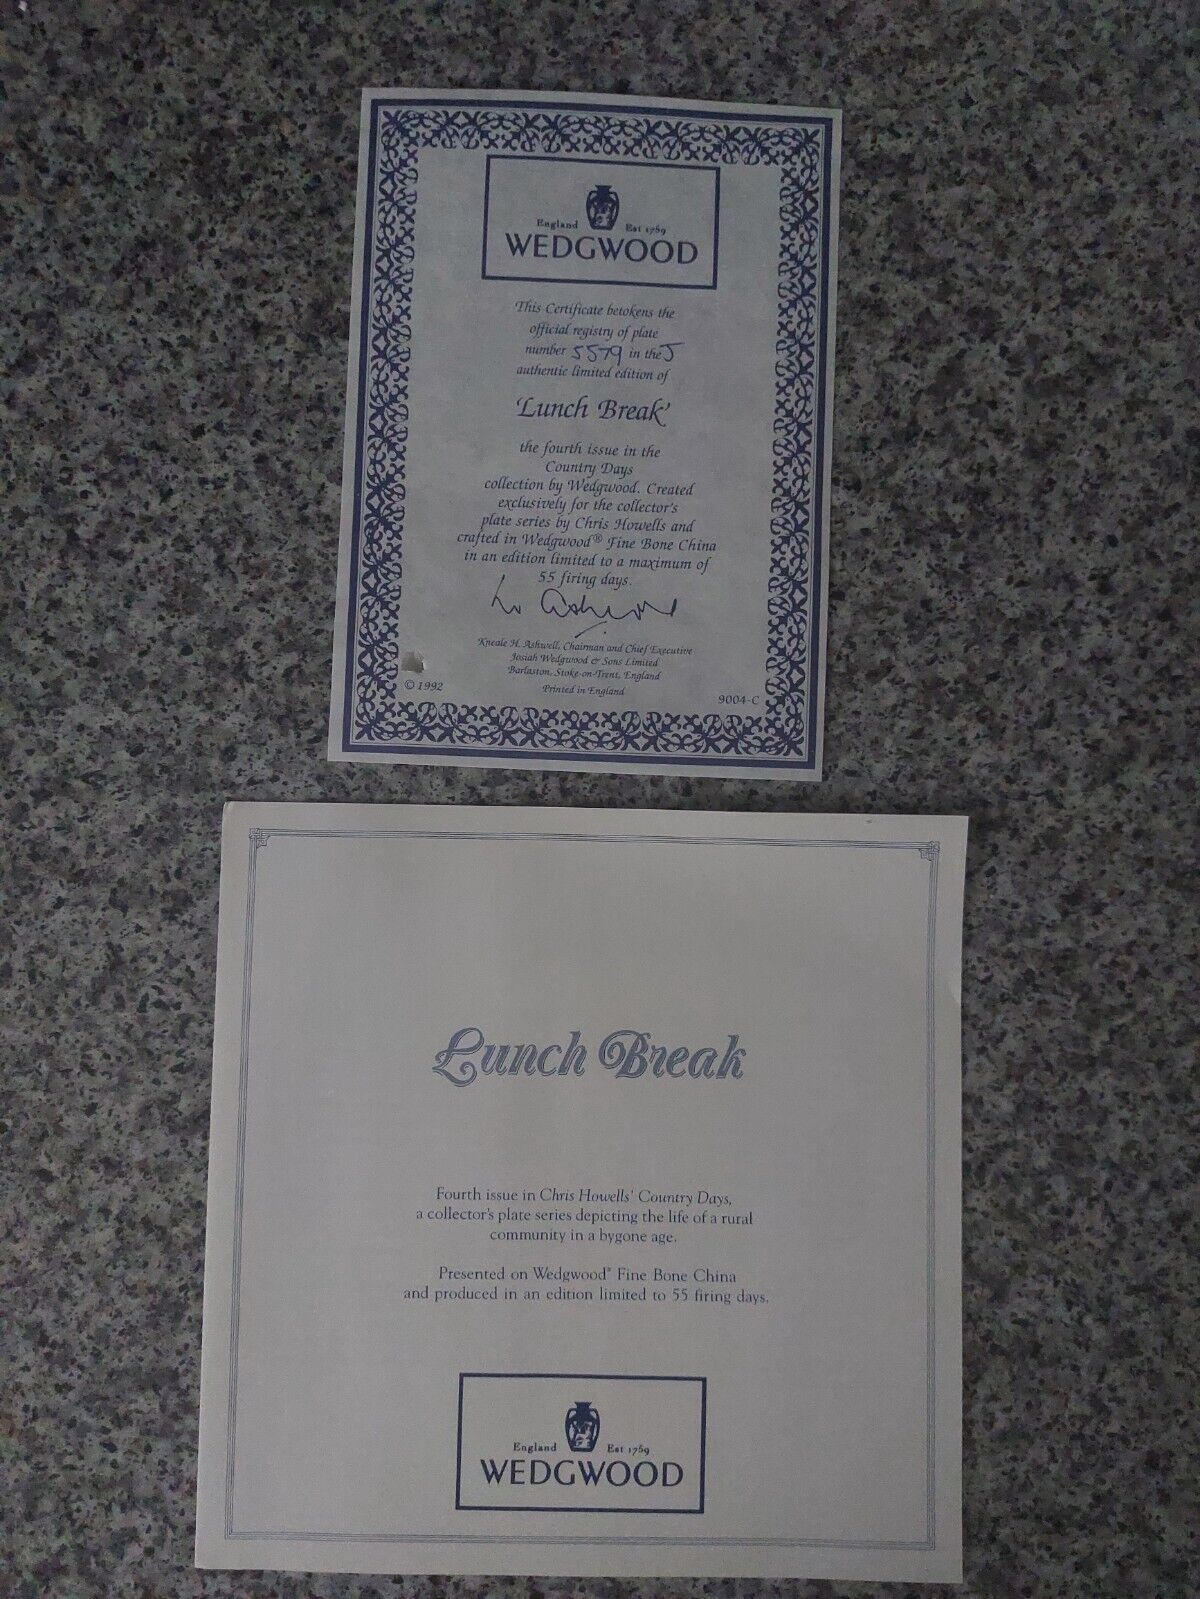 England Est 1759
WEDGWOOD
This Certificate betokens the
official registry of plate
number 5579 in the J
authentic limited edition of
'Lunch Break'
the fourth issue in the
Country Days
collection by Wedgwood. Created
exclusively for the collector's
plate series by Chris Howells and
crafted in Wedgwood® Fine Bone China
in an edition limited to a maximum of
55 firing days.
Kneale H. Ashwell, Chairman and Chief Executive
Josiah Wedgwood & Sons Limited
Barlaston, Stoke-on-Trent, England
© 1992 Printed in England 9004-C
Lunch Break
Fourth issue in Chris Howells' Country Days,
a collector's plate series depicting the life of a rural
community in a bygone age.
Presented on Wedgwood® Fine Bone China
and produced in an edition limited to 55 firing days.
England Est 1759
WEDGWOOD